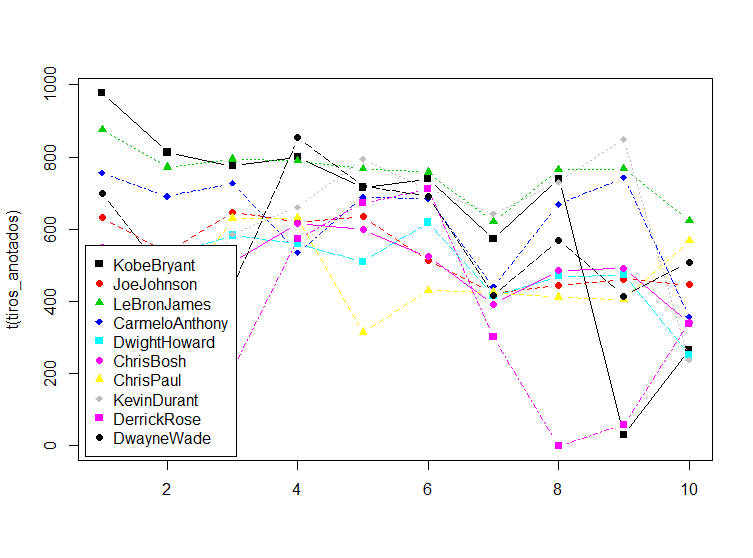 1000
800
600
400
200
0
t(tiros_anotados)
KobeBryant
JoeJohnson
LeBronJames
CarmeloAnthony
DwightHoward
ChrisBosh
ChrisPaul
KevinDurant
DerrickRose
DwayneWade
2 4 6 8 10